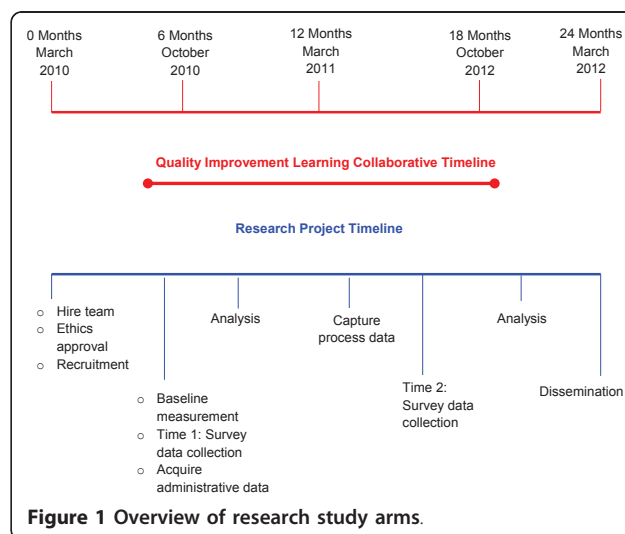 0 Months
March
2010
6 Months
October
2010
12 Months
March
2011
18 Months
October
2012
24 Months
March
2012
Quality Improvement Learning Collaborative Timeline
Research Project Timeline
○ Hire team
○ Ethics
approval
○ Recruitment
○ Baseline
measurement
○ Time 1: Survey
data collection
○ Acquire
administrative data
Analysis
Capture
process data
Time 2:
Survey data
collection
Analysis
Dissemination
Figure 1 Overview of research study arms.